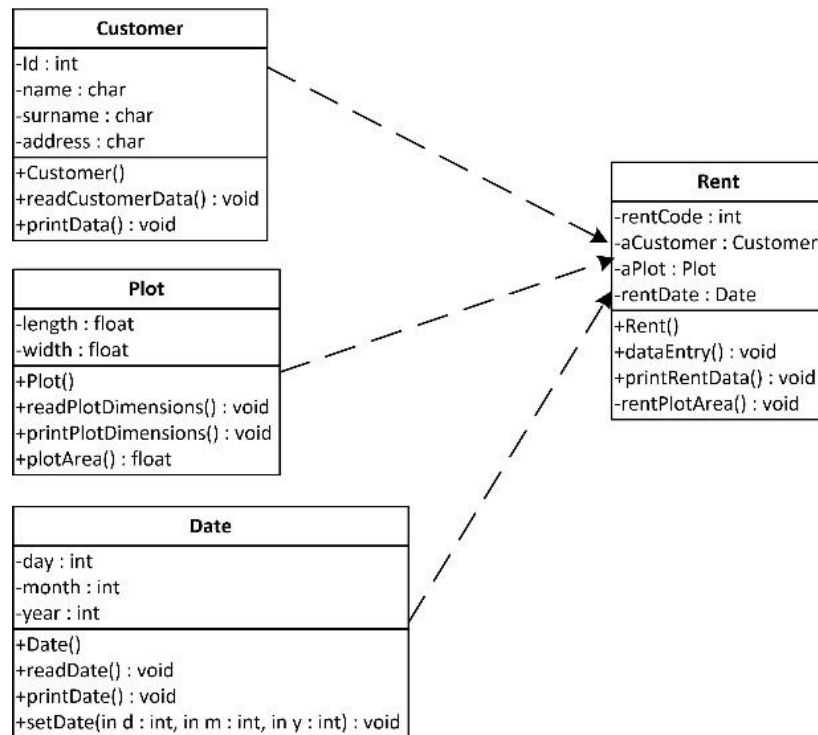 Customer
-Id : int
-name : char
-surname : char
-address : char
+Customer()
+readCustomerData() : void
+printData() : void
Plot
-length : float
-width : float
+Plot()
+readPlotDimensions() : void
+printPlotDimensions() : void
+plotArea() : float
Date
-day : int
-month : int
-year : int
+Date()
+readDate() : void
+printDate() : void
+setDate(in d : int, in m : int, in y : int) : void
Rent
-rentCode : int
-aCustomer : Customer
-aPlot : Plot
-rentDate : Date
+Rent()
+dataEntry() : void
+printRentData() : void
-rentPlotArea() : void